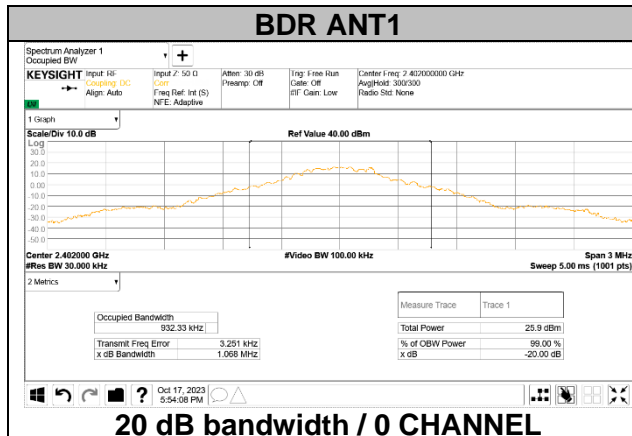 BDR ANT1
Spectrum Analyzer 1
Occupied BW
KEYSIGHT Input: RF
Coupling: DC
Align: Auto
Input Z: 50 Ω
Corr
Freq Ref: Int (S)
NFE: Adaptive
Atten: 30 dB
Preamp: Off
Trig: Free Run
Gate: Off
#IF Gain: Low
Center Freq: 2.402000000 GHz
Avg|Hold: 300/300
Radio Std: None
1 Graph
Scale/Div 10.0 dB
Ref Value 40.00 dBm
Log
30.0
20.0
10.0
0.00
-10.0
-20.0
-30.0
-40.0
-50.0
Center 2.402000 GHz
#Video BW 100.00 kHz
Span 3 MHz
#Res BW 30.000 kHz
Sweep 5.00 ms (1001 pts)
2 Metrics
Measure Trace Trace 1
Occupied Bandwidth
932.33 kHz
Total Power 25.9 dBm
Transmit Freq Error 3.251 kHz
% of OBW Power 99.00 %
x dB Bandwidth 1.068 MHz
x dB -20.00 dB
Oct 17, 2023
5:54:08 PM
20 dB bandwidth / 0 CHANNEL